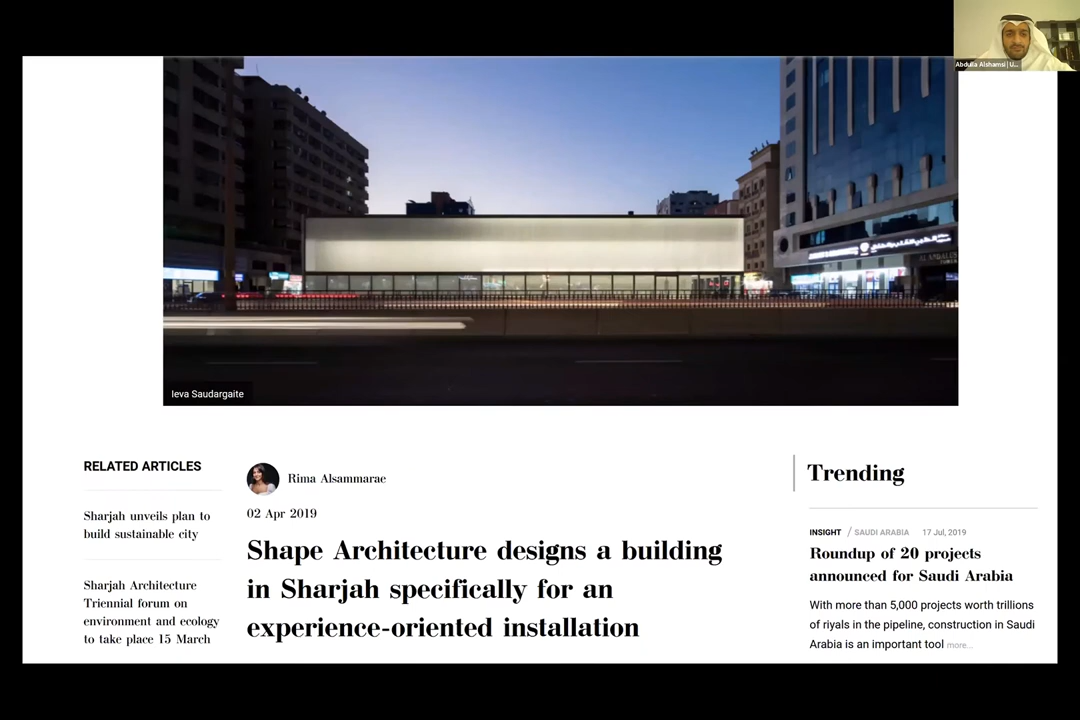 Abdulla Alshamsi | U...
Ieva Saudargaite
RELATED ARTICLES
Sharjah unveils plan to
build sustainable city
Sharjah Architecture
Triennial forum on
environment and ecology
to take place 15 March
Rima Alsammarae
02 Apr 2019
Shape Architecture designs a building
in Sharjah specifically for an
experience-oriented installation
Trending
INSIGHT / SAUDI ARABIA 17 Jul, 2019
Roundup of 20 projects
announced for Saudi Arabia
With more than 5,000 projects worth trillions
of riyals in the pipeline, construction in Saudi
Arabia is an important tool more...